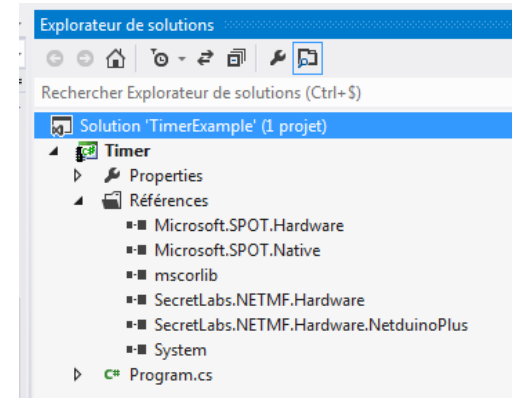 Explorateur de solutions
Rechercher Explorateur de solutions (Ctrl+$)
Solution 'TimerExample' (1 projet)
Timer
Properties
Références
Microsoft.SPOT.Hardware
Microsoft.SPOT.Native
mscorlib
SecretLabs.NETMF.Hardware
SecretLabs.NETMF.Hardware.NetduinoPlus
System
C# Program.cs